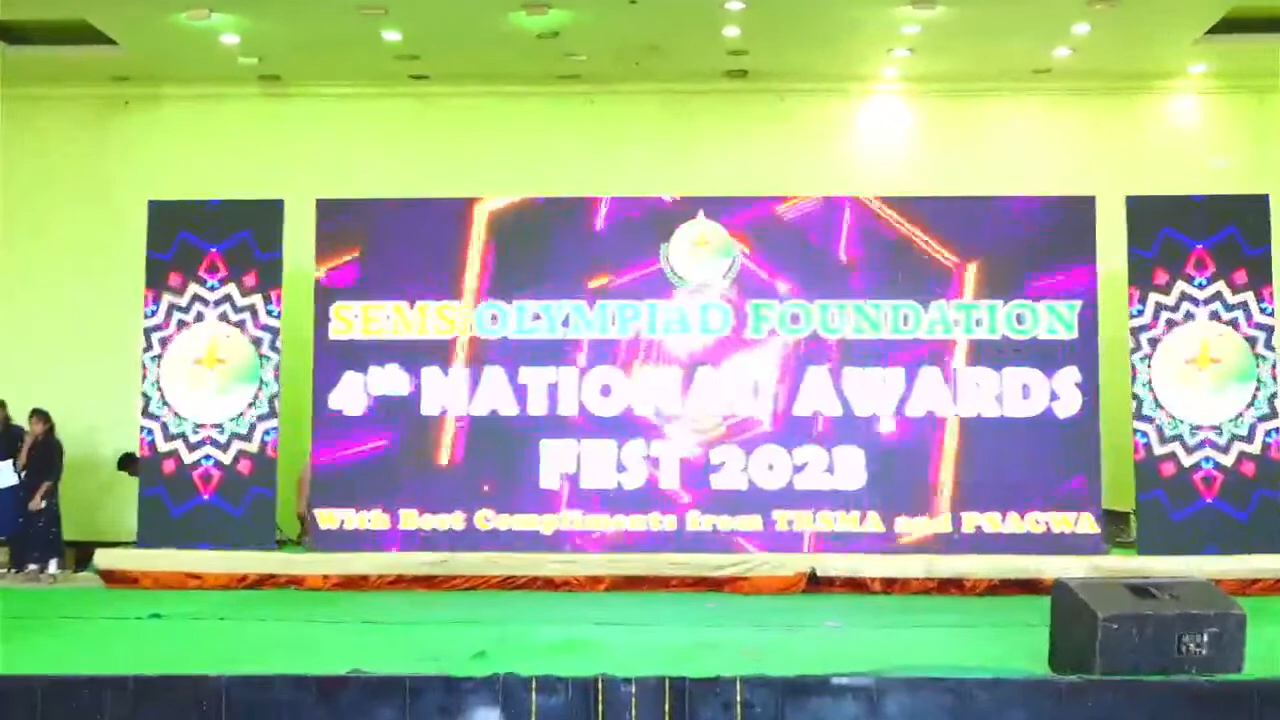 SEMS OLYMPIAD FOUNDATION
4th NATIONAL AWARDS
FEST 2023
With Best Compliments from TRSMA and PSACWA